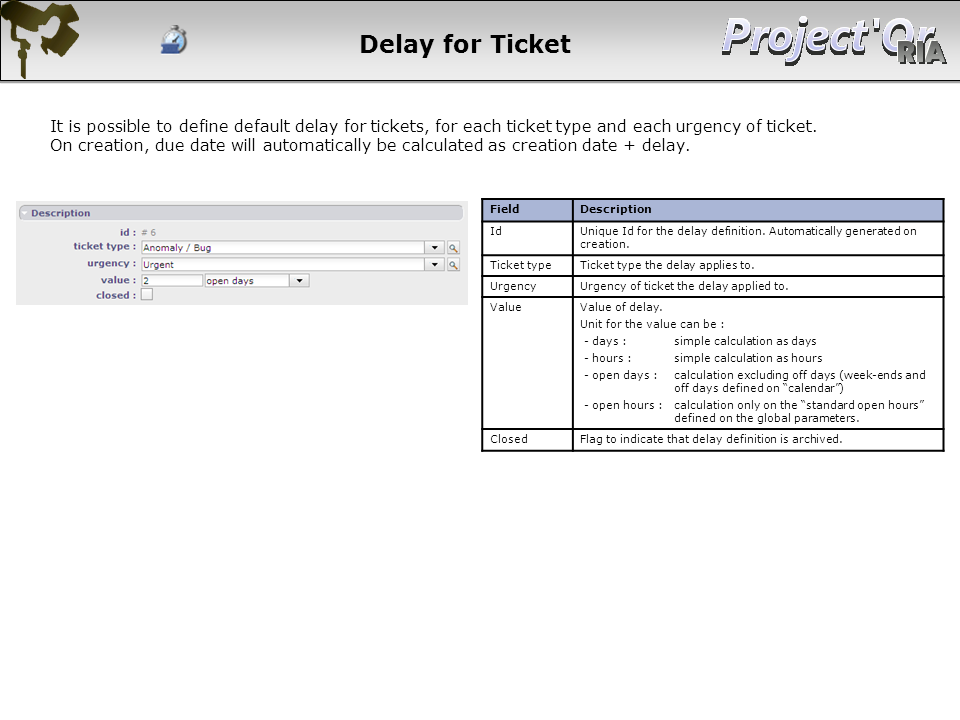 Delay for Ticket
Project'Or
RIA
It is possible to define default delay for tickets, for each ticket type and each urgency of ticket.
On creation, due date will automatically be calculated as creation date + delay.
Description
id : # 6
ticket type : Anomaly / Bug
urgency : Urgent
value : 2 open days
closed :
Field Description
Id Unique Id for the delay definition. Automatically generated on
creation.
Ticket type Ticket type the delay applies to.
Urgency Urgency of ticket the delay applied to.
Value Value of delay.
Unit for the value can be :
- days : simple calculation as days
- hours : simple calculation as hours
- open days : calculation excluding off days (week-ends and
off days defined on “calendar”)
- open hours : calculation only on the “standard open hours”
defined on the global parameters.
Closed Flag to indicate that delay definition is archived.